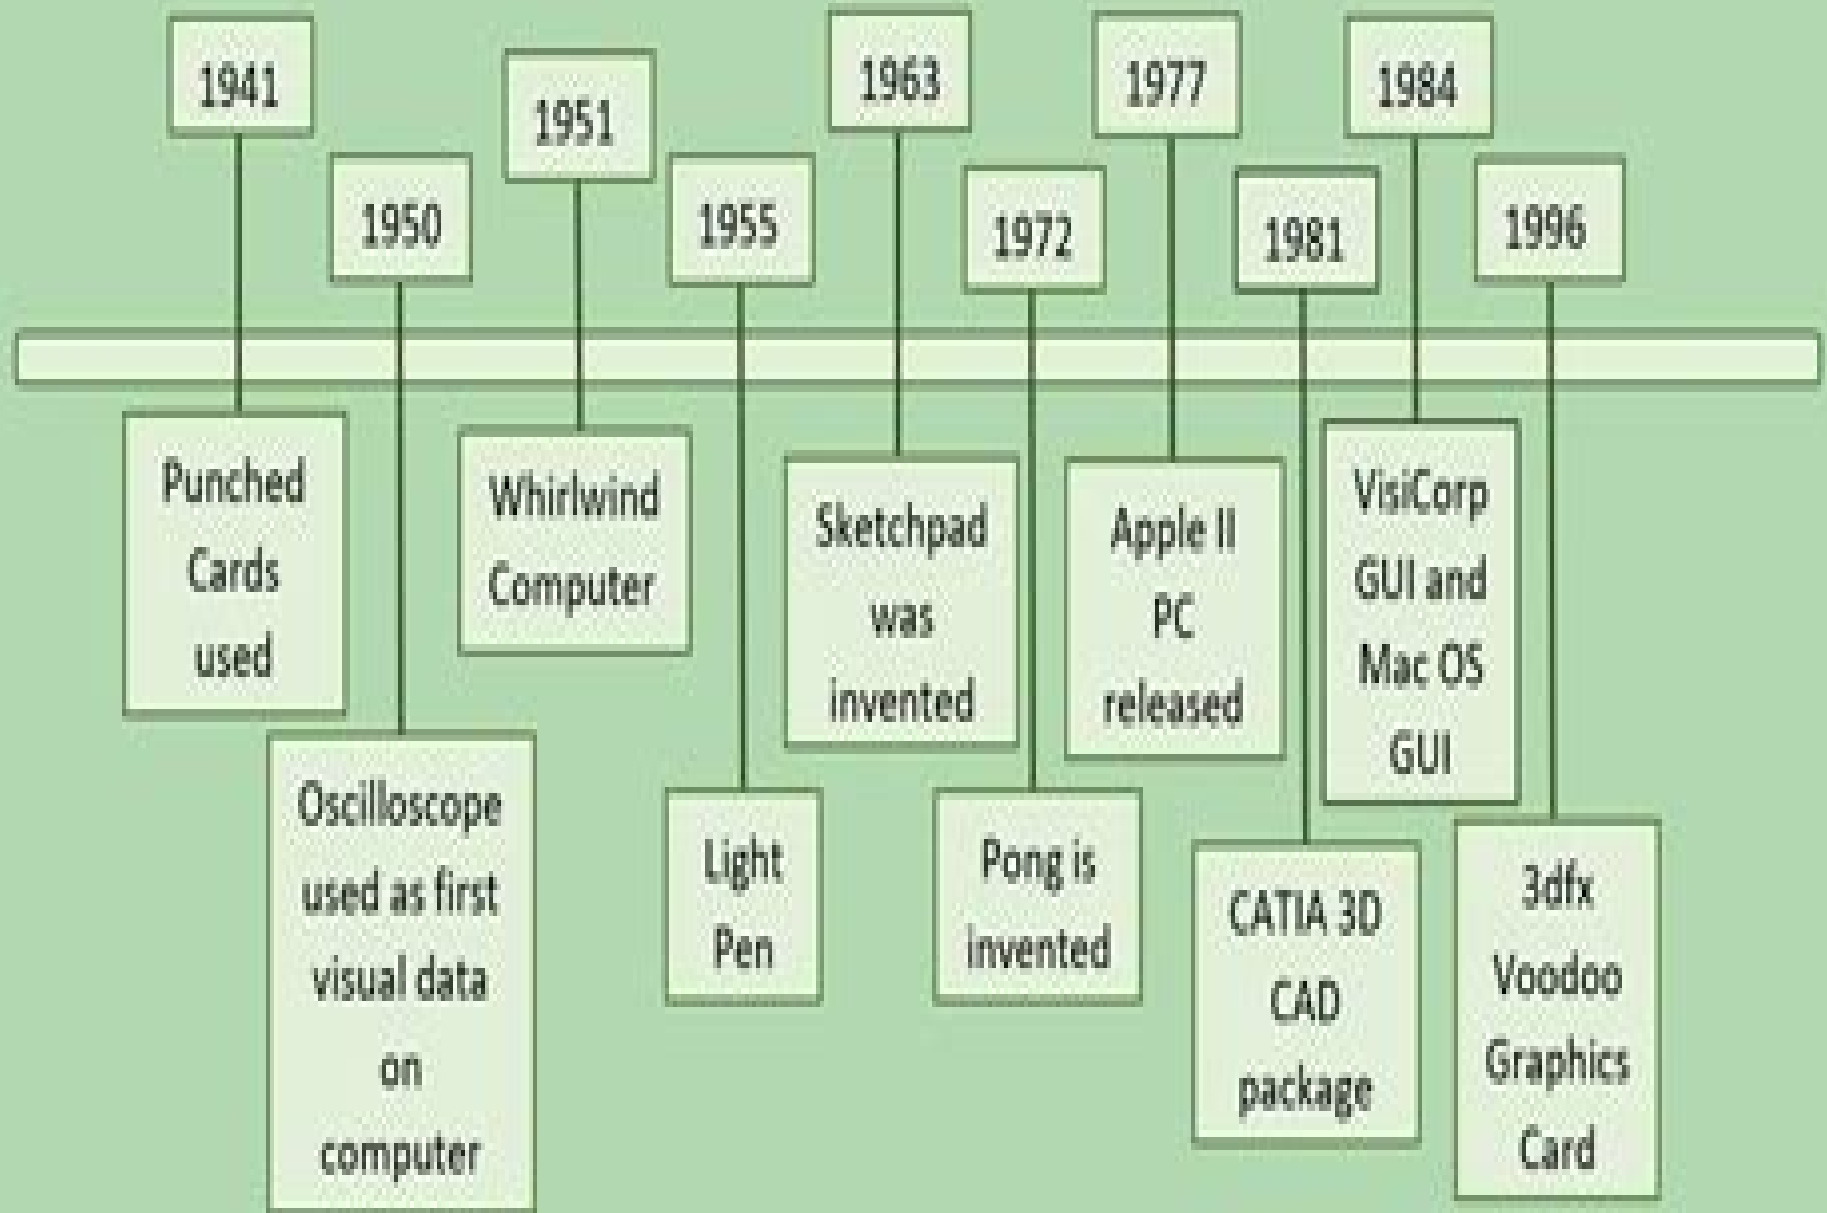 1941
1950
1951
1955
1963
1972
1977
1981
1984
1996
Punched
Cards
used
Oscilloscope
used as first
visual data
on
computer
Whirlwind
Computer
Light
Pen
Sketchpad
was
invented
Pong is
invented
Apple II
PC
released
CATIA 3D
CAD
package
VisiCorp
GUI and
Mac OS
GUI
3dfx
Voodoo
Graphics
Card